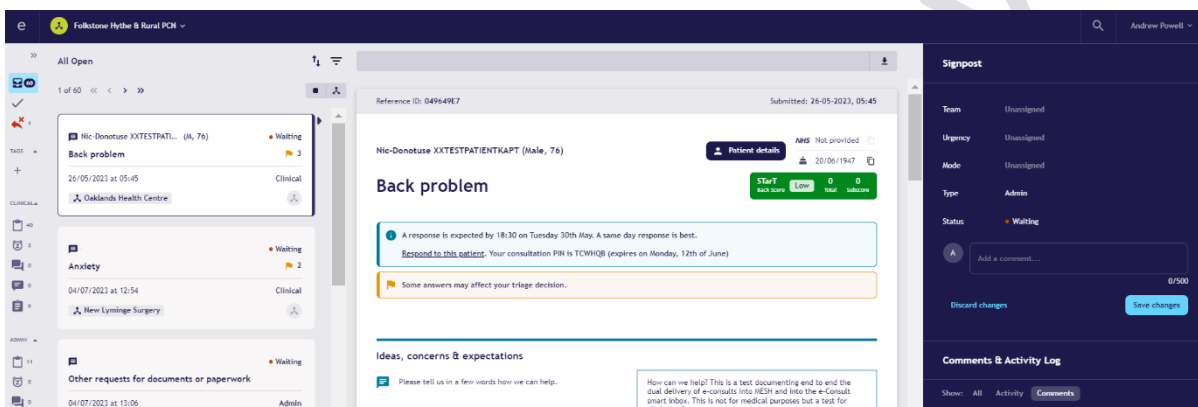 e
Folkstone Hythe & Rural PCN
Andrew Powell
All Open
1 of 60
60
TAGS
CLINICAL
ADMIN
Nic-Donotuse XXTESTPATI... (M, 76)
Waiting
Back problem
3
26/05/2023 at 05:45
Clinical
Oaklands Health Centre
Waiting
Anxiety
2
04/07/2023 at 12:54
Clinical
New Lyminge Surgery
Waiting
Other requests for documents or paperwork
04/07/2023 at 13:06
Admin
Reference ID: 049649E7
Submitted: 26-05-2023, 05:45
Nic-Donotuse XXTESTPATIENTKAPT (Male, 76)
Patient details
NHS Not provided
20/06/1947
Back problem
STarT
Back Score
Low
0
Total
0
subscore
A response is expected by 18:30 on Tuesday 30th May. A same day response is best.
Respond to this patient. Your consultation PIN is TCWHQB (expires on Monday, 12th of June)
Some answers may affect your triage decision.
Ideas, concerns & expectations
Please tell us in a few words how we can help.
How can we help? This is a test documenting end to end the
dual delivery of e-consults into MESH and into the e-Consult
smart inbox. This is not for medical purposes but a test for
Signpost
Team Unassigned
Urgency Unassigned
Mode Unassigned
Type Admin
Status Waiting
A
Add a comment...
0/500
Discard changes
Save changes
Comments & Activity Log
Show: All Activity Comments